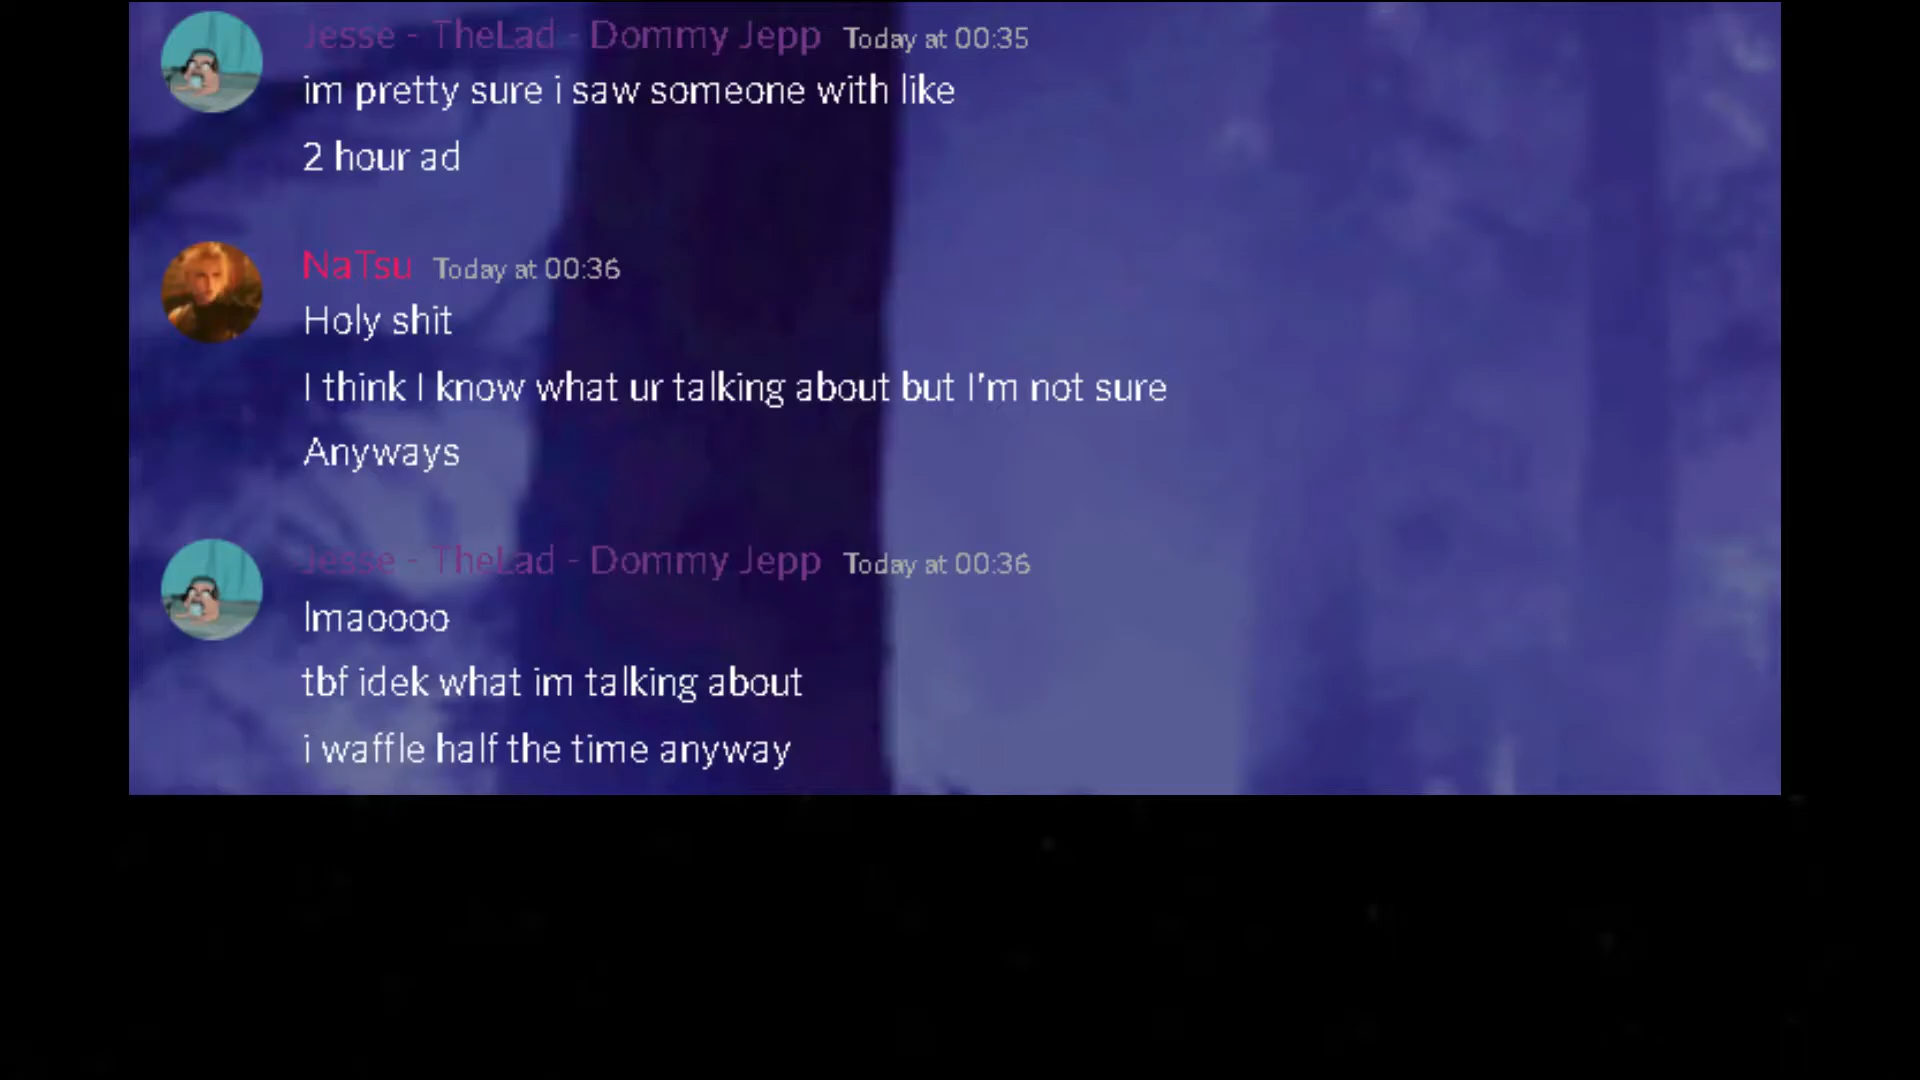 Jesse - TheLad - Dommy Jepp Today at 00:35
im pretty sure i saw someone with like
2 hour ad
NaTsu Today at 00:36
Holy shit
I think I know what ur talking about but I'm not sure
Anyways
Jesse - TheLad - Dommy Jepp Today at 00:36
lmaoooo
tbf idek what im talking about
i waffle half the time anyway